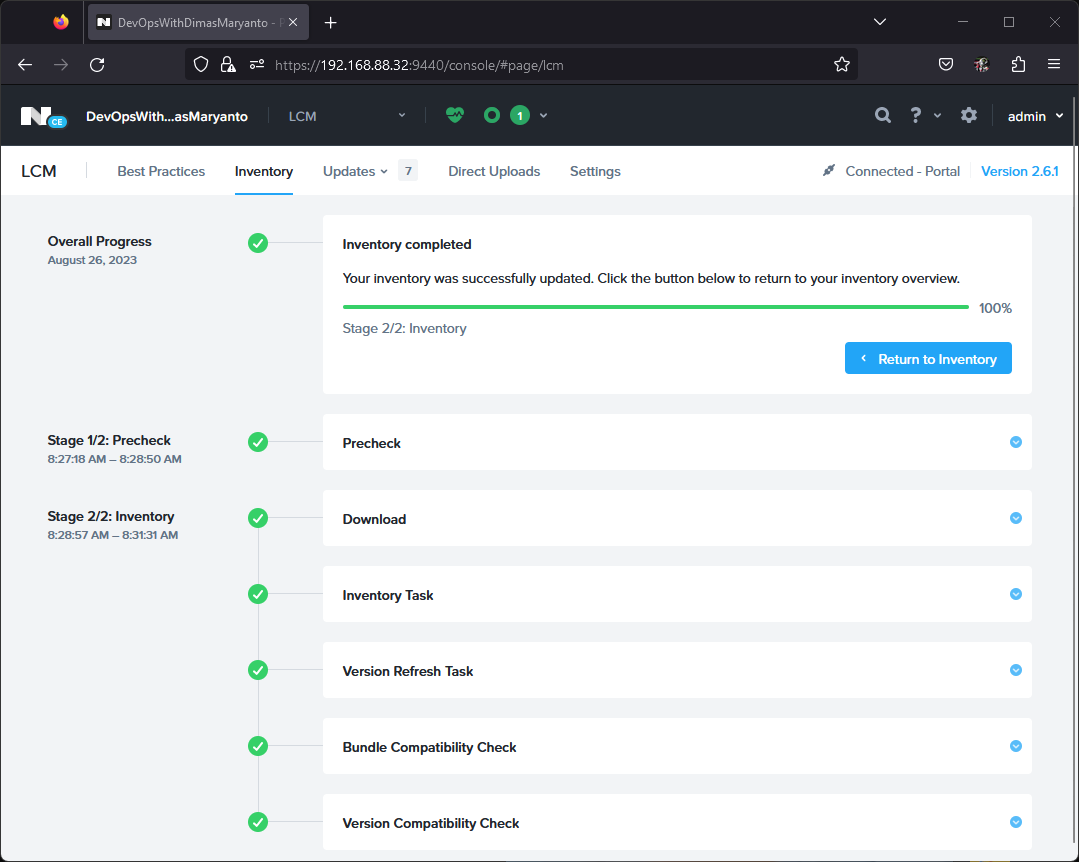 DevOpsWithDimasMaryanto -
https://192.168.88.32:9440/console/#page/lcm
CE
DevOpsWith...asMaryanto
LCM
1
?
admin
LCM
Best Practices
Inventory
Updates
7
Direct Uploads
Settings
Connected - Portal
Version 2.6.1
Overall Progress
August 26, 2023
Inventory completed
Your inventory was successfully updated. Click the button below to return to your inventory overview.
100%
Stage 2/2: Inventory
Return to Inventory
Stage 1/2: Precheck
8:27:18 AM – 8:28:50 AM
Precheck
Stage 2/2: Inventory
8:28:57 AM – 8:31:31 AM
Download
Inventory Task
Version Refresh Task
Bundle Compatibility Check
Version Compatibility Check